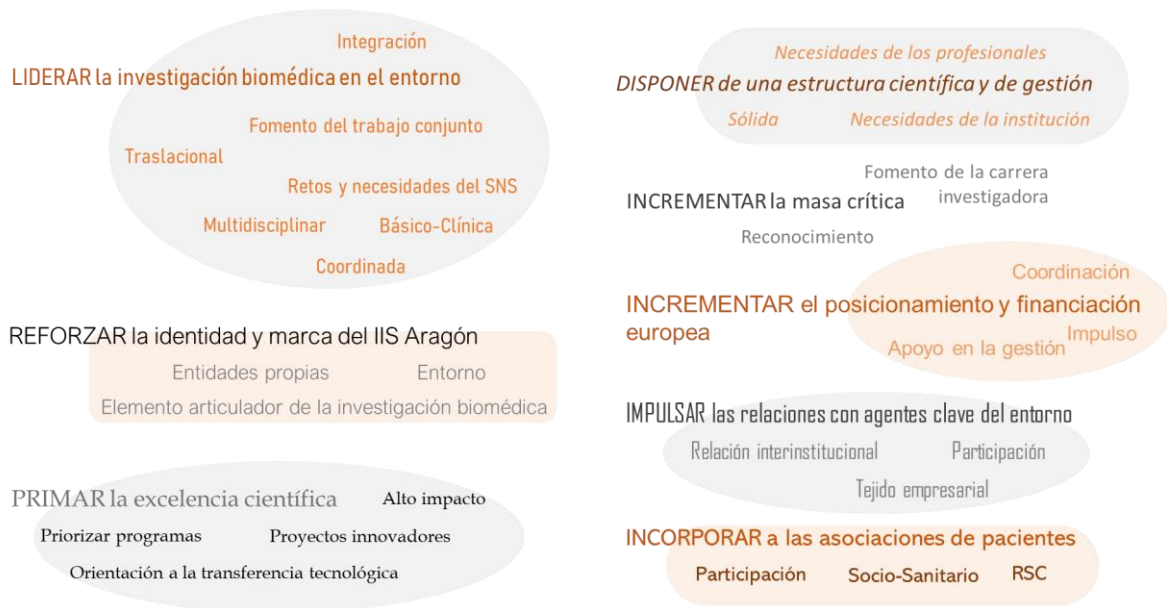 Integración
LIDERAR la investigación biomédica en el entorno
Fomento del trabajo conjunto
Traslacional
Retos y necesidades del SNS
Multidisciplinar Básico-Clínica
Coordinada
REFORZAR la identidad y marca del IIS Aragón
Entidades propias Entorno
Elemento articulador de la investigación biomédica
PRIMAR la excelencia científica Alto impacto
Priorizar programas Proyectos innovadores
Orientación a la transferencia tecnológica
Necesidades de los profesionales
DISPONER de una estructura científica y de gestión
Sólida Necesidades de la institución
Fomento de la carrera
investigadora
INCREMENTAR la masa crítica
Reconocimiento
Coordinación
INCREMENTAR el posicionamiento y financiación
europea
Impulso
Apoyo en la gestión
IMPULSAR las relaciones con agentes clave del entorno
Relación interinstitucional Participación
Tejido empresarial
INCORPORAR a las asociaciones de pacientes
Participación Socio-Sanitario RSC